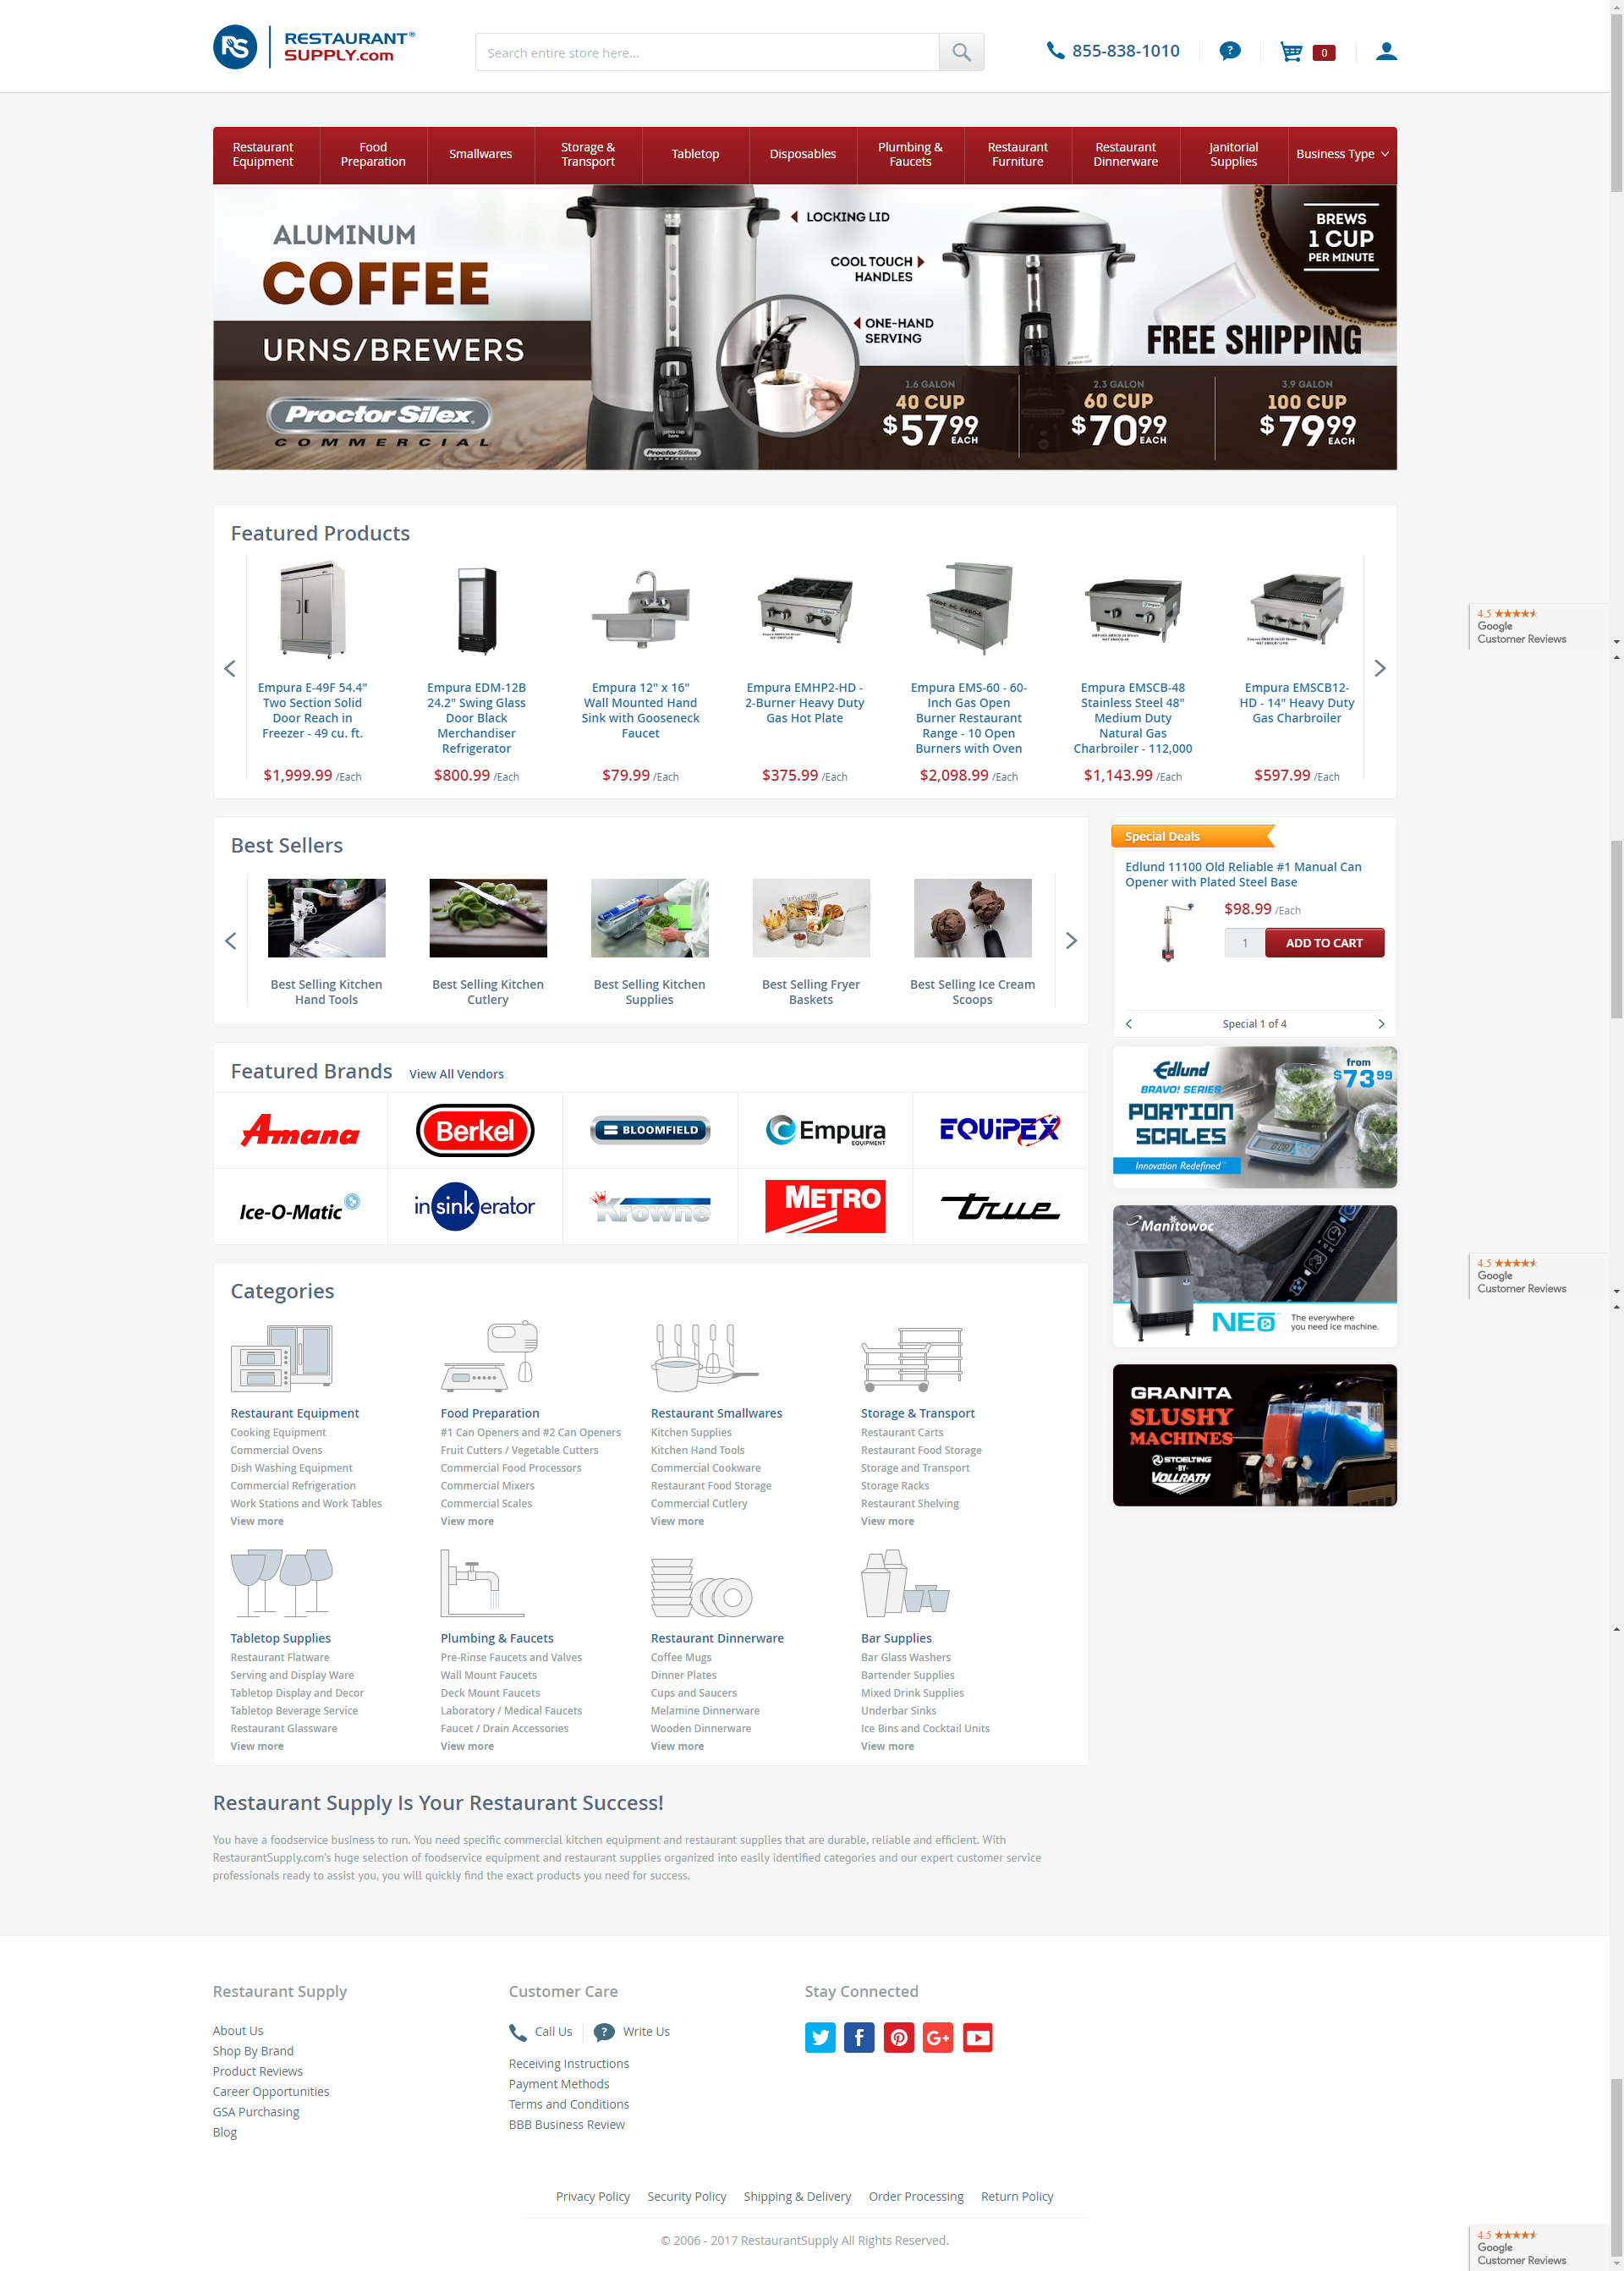 RS
RESTAURANT®
SUPPLY.com
Search entire store here...
855-838-1010
0
Restaurant
Equipment
Food
Preparation
Smallwares
Storage &
Transport
Tabletop
Disposables
Plumbing &
Faucets
Restaurant
Furniture
Restaurant
Dinnerware
Janitorial
Supplies
Business Type
ALUMINUM
COFFEE
URNS/BREWERS
Proctor Silex
COMMERCIAL
LOCKING LID
COOL TOUCH
HANDLES
ONE-HAND
SERVING
BREWS
1 CUP
PER MINUTE
FREE SHIPPING
1.6 GALON
40 CUP
$57.99
EACH
2.3 GALON
60 CUP
$70.99
EACH
3.9 GALON
100 CUP
$79.99
EACH
Proctor Silex
Featured Products
Empura E-49F 54.4"
Two Section Solid
Door Reach in
Freezer - 49 cu. ft.
$1,999.99 /Each
Empura EDM-12B
24.2" Swing Glass
Door Black
Merchandiser
Refrigerator
$800.99 /Each
Empura 12" x 16"
Wall Mounted Hand
Sink with Gooseneck
Faucet
$79.99 /Each
Empura EMHP2-HD -
2-Burner Heavy Duty
Gas Hot Plate
$375.99 /Each
Empura EMS-60 - 60-
Inch Gas Open
Burner Restaurant
Range - 10 Open
Burners with Oven
$2,098.99 /Each
Empura EMSCB-48
Stainless Steel 48"
Medium Duty
Natural Gas
Charbroiler - 112,000
$1,143.99 /Each
Empura EMSCB12-
HD - 14" Heavy Duty
Gas Charbroiler
$597.99 /Each
4.5
Google
Customer Reviews
Best Sellers
Best Selling Kitchen
Hand Tools
Best Selling Kitchen
Cutlery
Best Selling Kitchen
Supplies
Best Selling Fryer
Baskets
Best Selling Ice Cream
Scoops
Special Deals
Edlund 11100 Old Reliable #1 Manual Can
Opener with Plated Steel Base
$98.99 /Each
1
ADD TO CART
Special 1 of 4
Featured Brands
View All Vendors
Amana
Berkel
BLOOMFIELD
Empura
EQUIPMENT
EQUIPEX
Ice-O-Matic
insinkerator
Krowne
METRO
true
Edlund
BRAVO! SERIES
PORTION
SCALES
Innovation Redefined™
from
$73.99
Manitowoc
NEO
The everywhere
you need ice machine.
4.5
Google
Customer Reviews
GRANITA
SLUSHY
MACHINES
STOELTING
-BY-
VOLLRATH
Categories
Restaurant Equipment
Cooking Equipment
Commercial Ovens
Dish Washing Equipment
Commercial Refrigeration
Work Stations and Work Tables
View more
Food Preparation
#1 Can Openers and #2 Can Openers
Fruit Cutters / Vegetable Cutters
Commercial Food Processors
Commercial Mixers
Commercial Scales
View more
Restaurant Smallwares
Kitchen Supplies
Kitchen Hand Tools
Commercial Cookware
Restaurant Food Storage
Commercial Cutlery
View more
Storage & Transport
Restaurant Carts
Restaurant Food Storage
Storage and Transport
Storage Racks
Restaurant Shelving
View more
Tabletop Supplies
Restaurant Flatware
Serving and Display Ware
Tabletop Display and Decor
Tabletop Beverage Service
Restaurant Glassware
View more
Plumbing & Faucets
Pre-Rinse Faucets and Valves
Wall Mount Faucets
Deck Mount Faucets
Laboratory / Medical Faucets
Faucet / Drain Accessories
View more
Restaurant Dinnerware
Coffee Mugs
Dinner Plates
Cups and Saucers
Melamine Dinnerware
Wooden Dinnerware
View more
Bar Supplies
Bar Glass Washers
Bartender Supplies
Mixed Drink Supplies
Underbar Sinks
Ice Bins and Cocktail Units
View more
Restaurant Supply Is Your Restaurant Success!
You have a foodservice business to run. You need specific commercial kitchen equipment and restaurant supplies that are durable, reliable and efficient. With
RestaurantSupply.com's huge selection of foodservice equipment and restaurant supplies organized into easily identified categories and our expert customer service
professionals ready to assist you, you will quickly find the exact products you need for success.
Restaurant Supply
About Us
Shop By Brand
Product Reviews
Career Opportunities
GSA Purchasing
Blog
Customer Care
Call Us
Write Us
Receiving Instructions
Payment Methods
Terms and Conditions
BBB Business Review
Stay Connected
Privacy Policy
Security Policy
Shipping & Delivery
Order Processing
Return Policy
© 2006 - 2017 RestaurantSupply All Rights Reserved.
4.5
Google
Customer Reviews